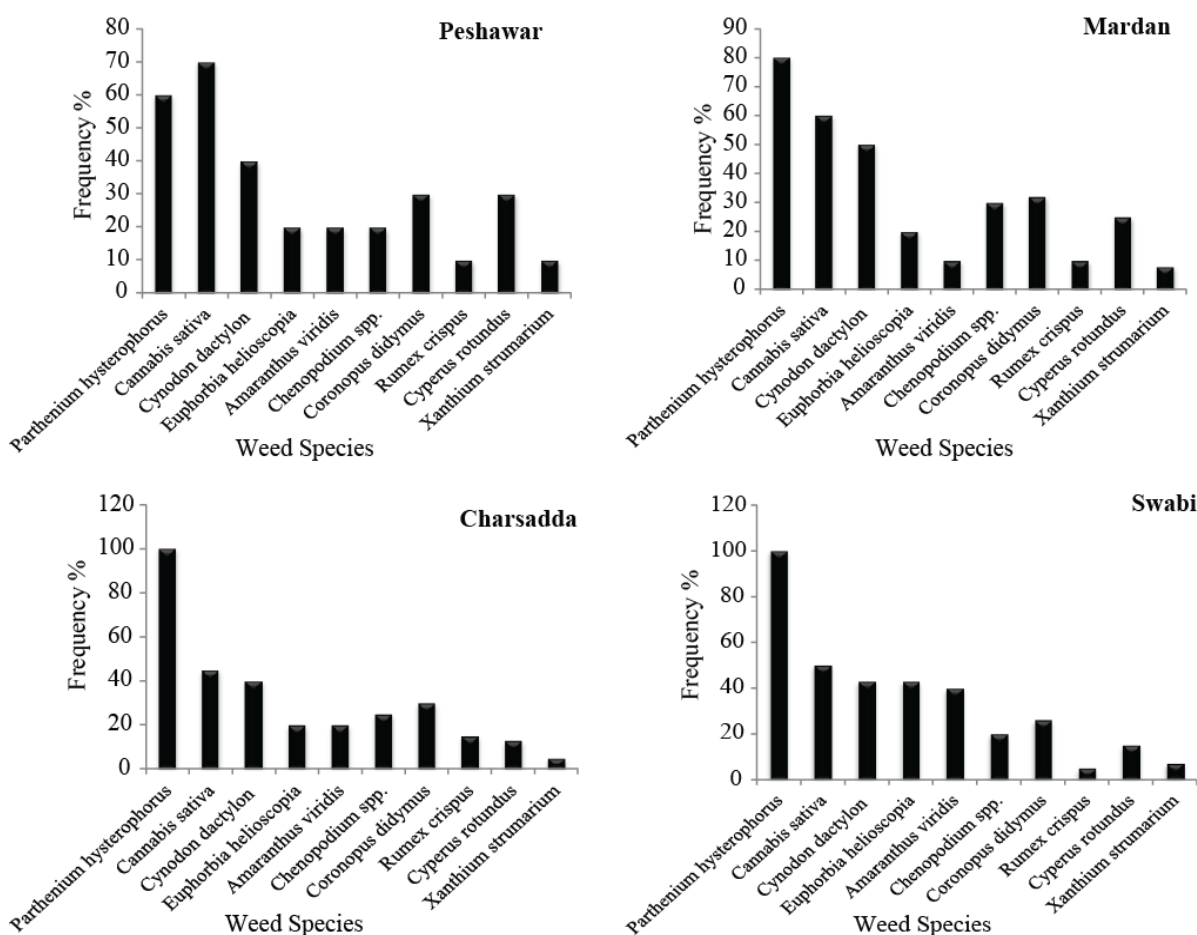 Peshawar
Frequency %
80
70
60
50
40
30
20
10
0
Parthenium hysterophorus
Cannabis sativa
Cynodon dactylon
Euphorbia helioscopia
Amaranthus viridis
Chenopodium spp.
Coronopus didymus
Rumex crispus
Cyperus rotundus
Xanthium strumarium
Weed Species
Mardan
Frequency %
90
80
70
60
50
40
30
20
10
0
Parthenium hysterophorus
Cannabis sativa
Cynodon dactylon
Euphorbia helioscopia
Amaranthus viridis
Chenopodium spp.
Coronopus didymus
Rumex crispus
Cyperus rotundus
Xanthium strumarium
Weed Species
Charsadda
Frequency %
120
100
80
60
40
20
0
Parthenium hysterophorus
Cannabis sativa
Cynodon dactylon
Euphorbia helioscopia
Amaranthus viridis
Chenopodium spp.
Coronopus didymus
Rumex crispus
Cyperus rotundus
Xanthium strumarium
Weed Species
Swabi
Frequency %
120
100
80
60
40
20
0
Parthenium hysterophorus
Cannabis sativa
Cynodon dactylon
Euphorbia helioscopia
Amaranthus viridis
Chenopodium spp.
Coronopus didymus
Rumex crispus
Cyperus rotundus
Xanthium strumarium
Weed Species